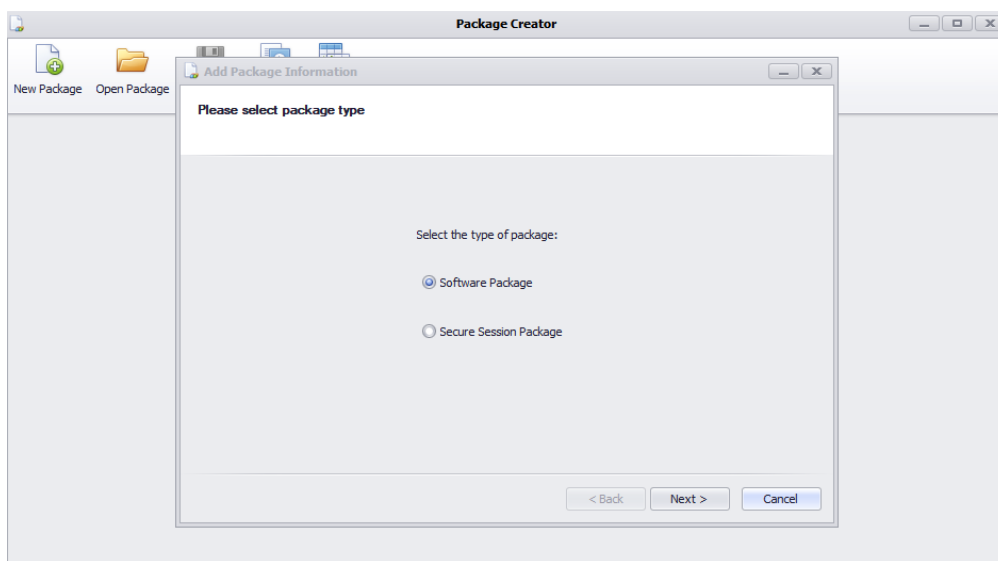 Package Creator
New Package Open Package
Add Package Information
Please select package type
Select the type of package:
Software Package
Secure Session Package
< Back Next > Cancel